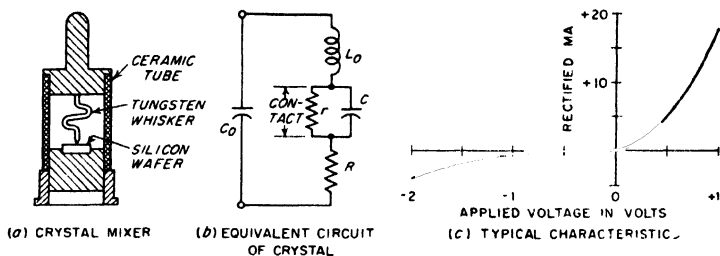 CERAMIC
TUBE
TUNGSTEN
WHISKER
SILICON
WAFER
(a) CRYSTAL MIXER
L₀
C₀
CON-
TACT
r
C
R
(b) EQUIVALENT CIRCUIT
OF CRYSTAL
+20
+10
0
RECTIFIED MA
-2
-1
0
+1
APPLIED VOLTAGE IN VOLTS
(c) TYPICAL CHARACTERISTIC